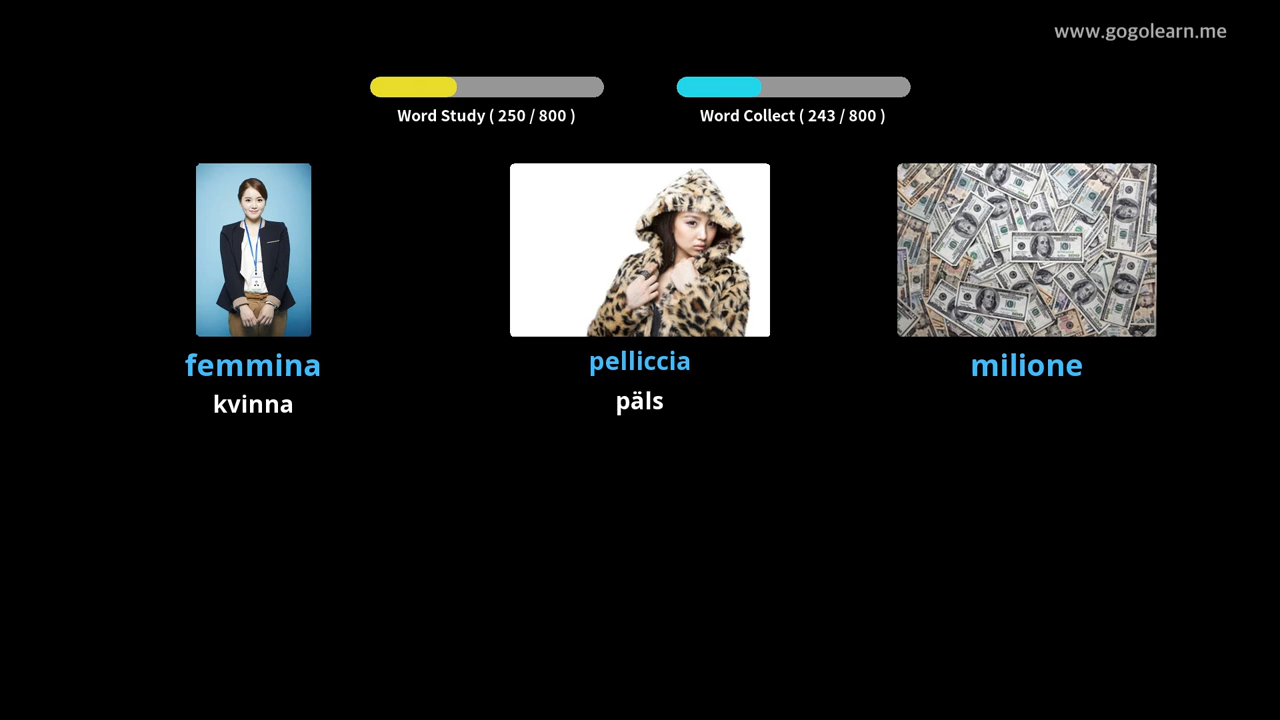 www.gogolearn.me
Word Study ( 250 / 800 )
Word Collect ( 243 / 800 )
femmina
kvinna
pelliccia
päls
milione